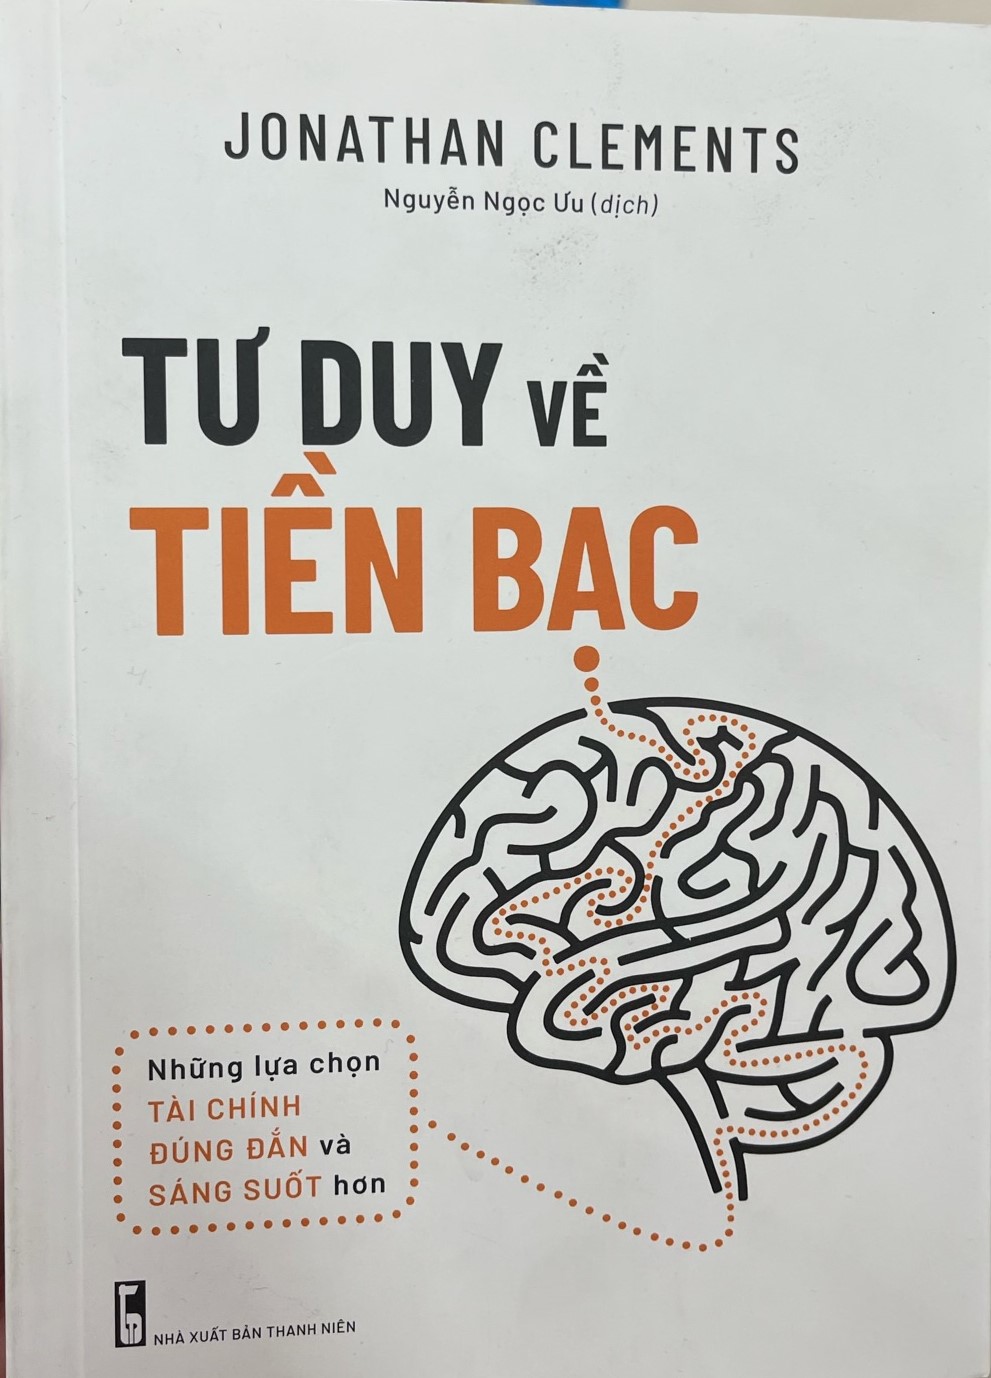 JONATHAN CLEMENTS
Nguyễn Ngọc Ưu (dịch)
TƯ DUY VỀ
TIỀN BẠC
Những lựa chọn
TÀI CHÍNH
ĐÚNG ĐẮN và
SÁNG SUỐT hơn
NHÀ XUẤT BẢN THANH NIÊN